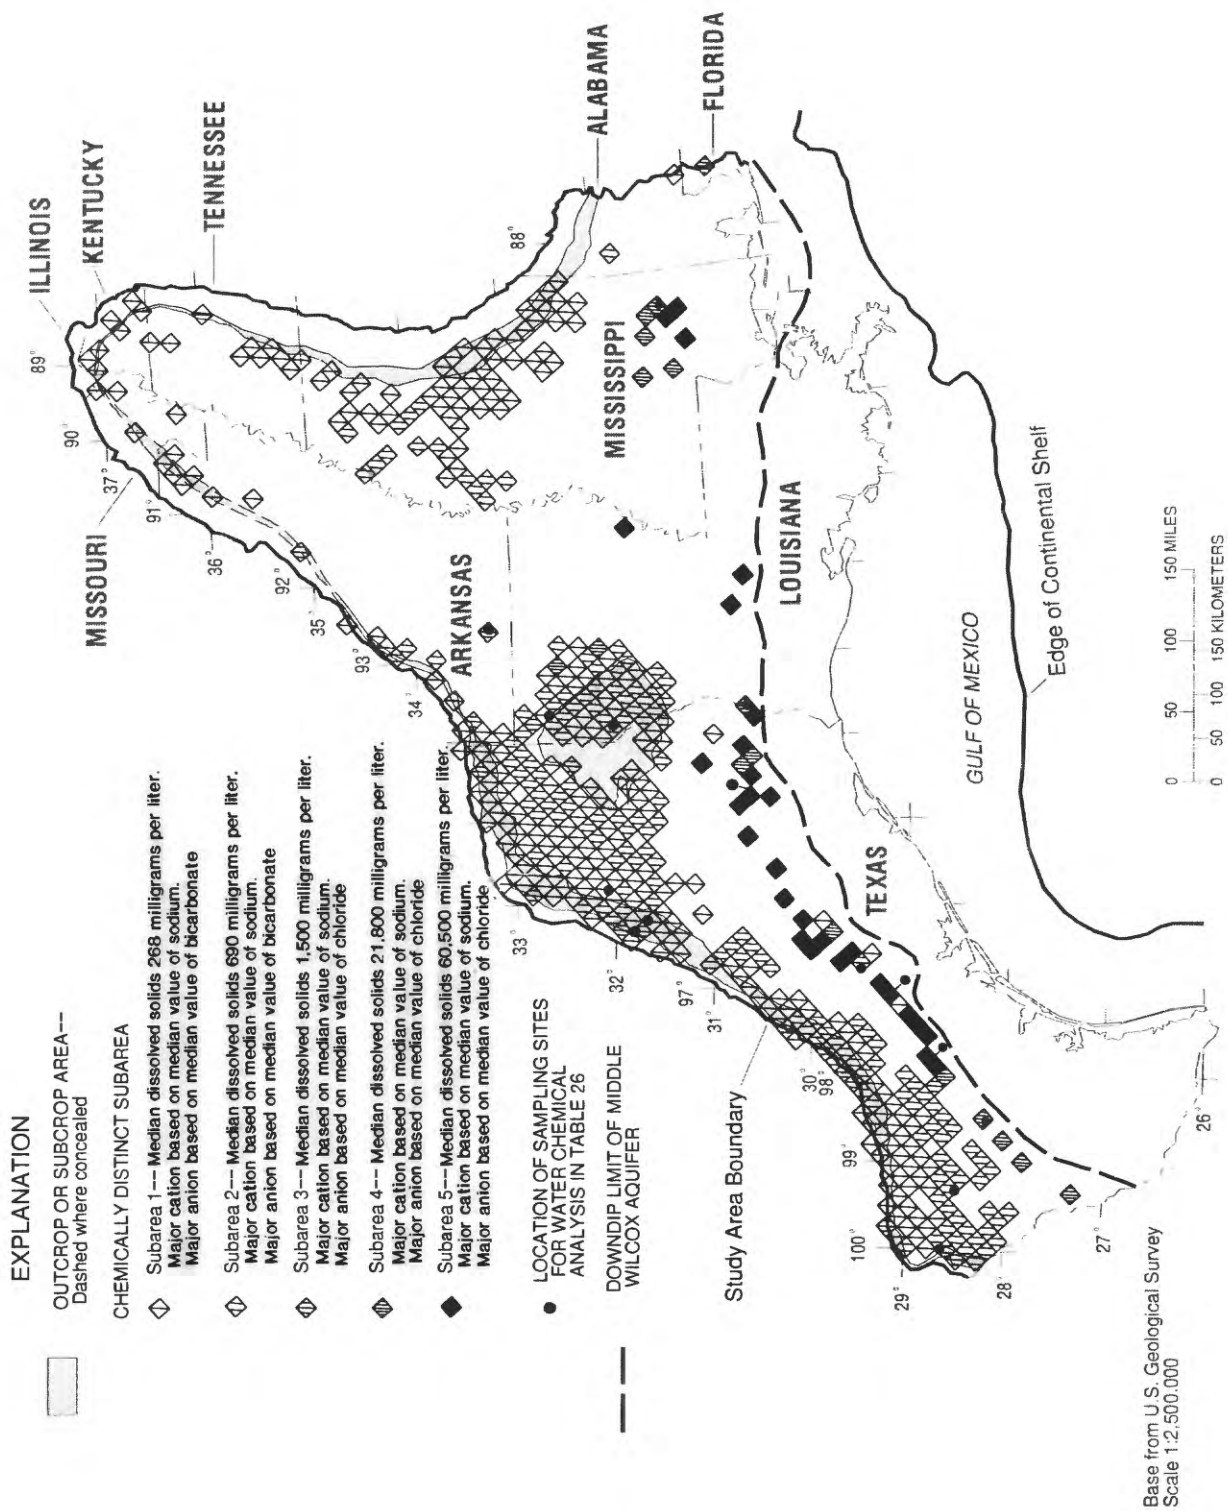 EXPLANATION
OUTCROP OR SUBCROP AREA--
Dashed where concealed
CHEMICALLY DISTINCT SUBAREA
Subarea 1--- Median dissolved solids 268 milligrams per liter.
Major cation based on median value of sodium.
Major anion based on median value of bicarbonate
Subarea 2--- Median dissolved solids 690 milligrams per liter.
Major cation based on median value of sodium.
Major anion based on median value of bicarbonate
Subarea 3--- Median dissolved solids 1,500 milligrams per liter.
Major cation based on median value of sodium.
Major anion based on median value of chloride
Subarea 4--- Median dissolved solids 21,800 milligrams per liter.
Major cation based on median value of sodium.
Major anion based on median value of chloride
Subarea 5---Median dissolved solids 60,500 milligrams per liter.
Major cation based on median value of sodium.
Major anion based on median value of chloride
LOCATION OF SAMPLING SITES
FOR WATER CHEMICAL
ANALYSIS IN TABLE 26
DOWNDIP LIMIT OF MIDDLE
WILCOX AQUIFER
Study Area Boundary
ILLINOIS
KENTUCKY
TENNESSEE
MISSOURI
ARKANSAS
MISSISSIPPI
ALABAMA
FLORIDA
LOUISIANA
TEXAS
GULF OF MEXICO
Edge of Continental Shelf
88°
89°
90
37°
91°
36°
92°
35
93°
34°
33°
32°
97°
31°
30°
98°
99°
100°
29°
28°
27°
26°
0 50 100 150 MILES
0 50 100 150 KILOMETERS
Base from U.S. Geological Survey
Scale 1:2,500.000